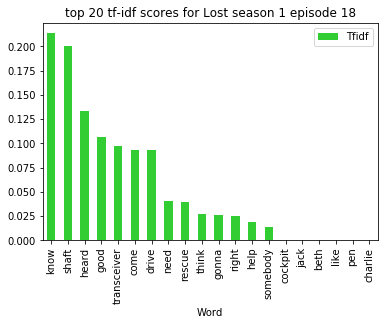 top 20 tf-idf scores for Lost season 1 episode 18
Tfidf
0.200
0.175
0.150
0.125
0.100
0.075
0.050
0.025
0.000
know
shaft
heard
good
transceiver
come
drive
need
rescue
think
gonna
right
help
somebody
cockpit
jack
beth
like
pen
charlie
Word